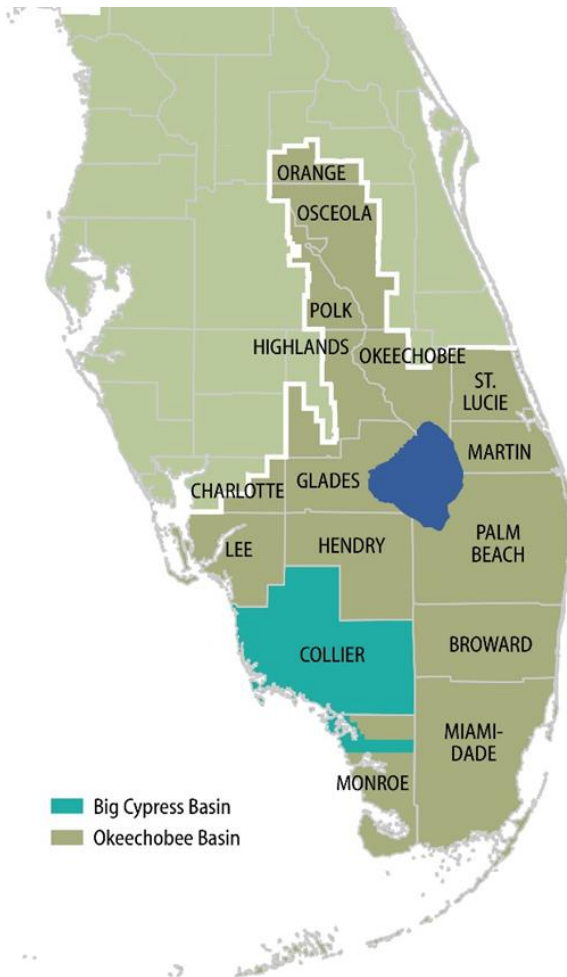 ORANGE
OSCEOLA
POLK
HIGHLANDS
OKEECHOBEE
ST.
LUCIE
MARTIN
CHARLOTTE
GLADES
PALM
BEACH
LEE
HENDRY
COLLIER
BROWARD
MIAMI-
DADE
MONROE
Big Cypress Basin
Okeechobee Basin